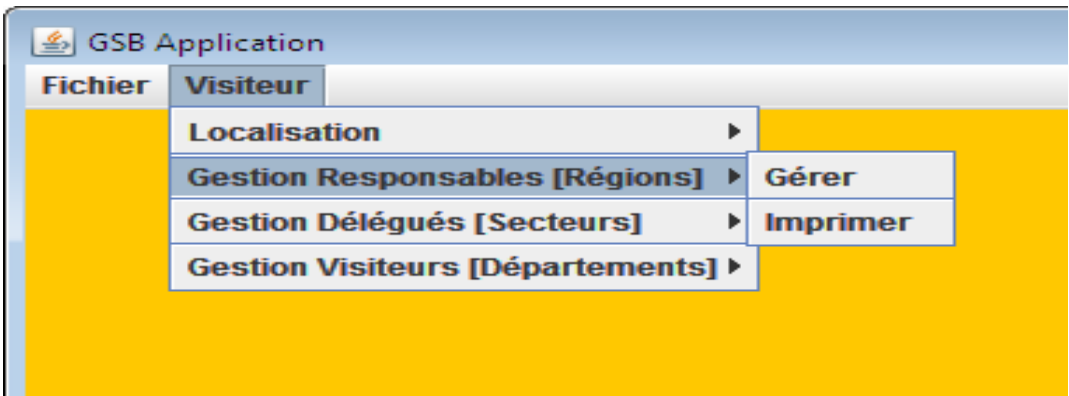 GSB Application
Fichier Visiteur
Localisation
Gestion Responsables [Régions] Gérer
Gestion Délégués [Secteurs] Imprimer
Gestion Visiteurs [Départements]